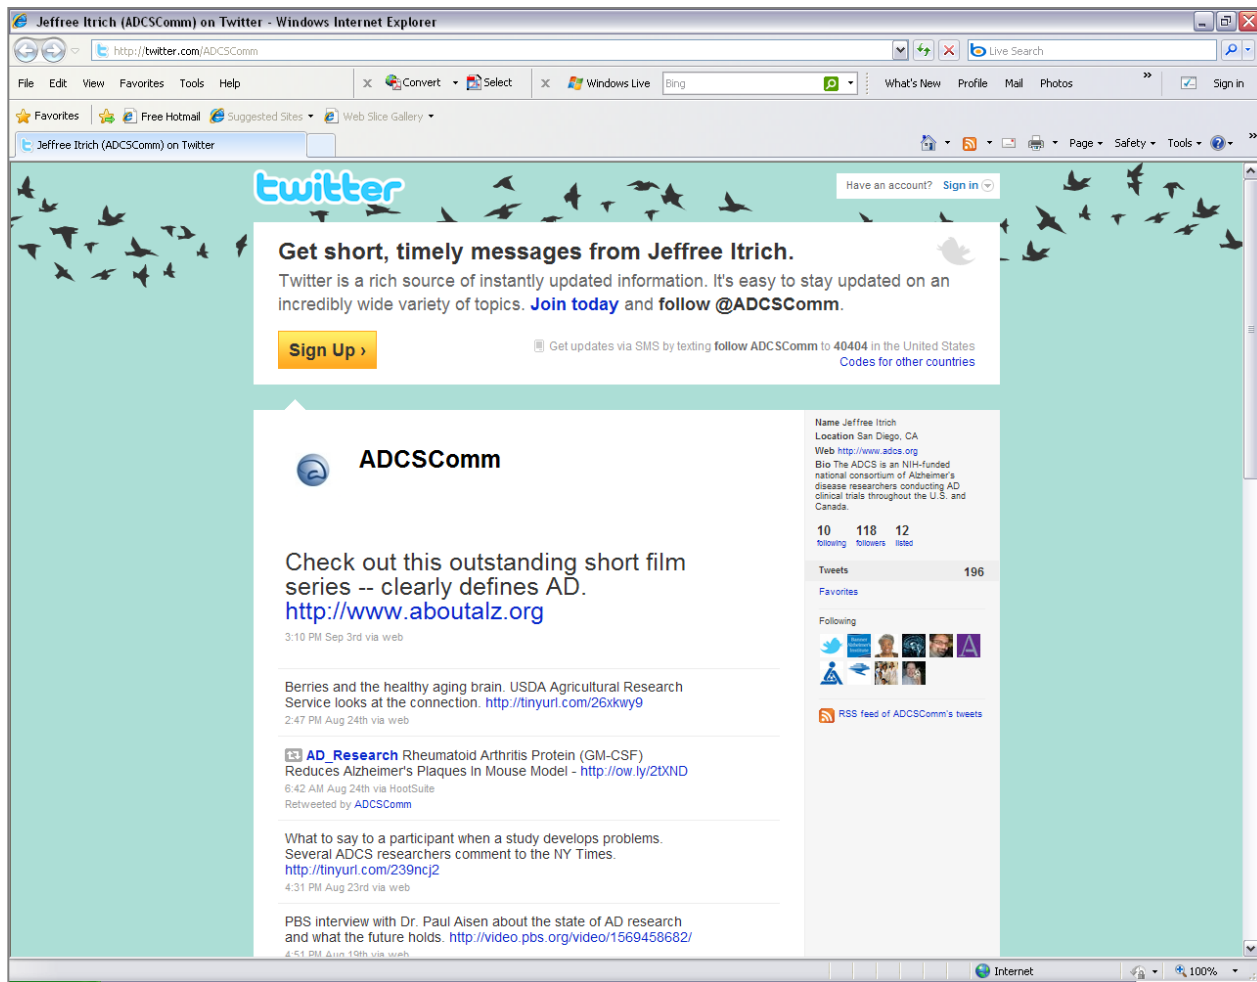 Jeffree Itrich (ADCSComm) on Twitter - Windows Internet Explorer
http://twitter.com/ADCSComm
Live Search
File Edit View Favorites Tools Help
X Convert Select
X Windows Live Bing
What's New Profile Mail Photos » Sign in
Favorites Free Hotmail Suggested Sites Web Slice Gallery
Jeffree Itrich (ADCSComm) on Twitter
Page Safety Tools »
twitter
Have an account? Sign in
Get short, timely messages from Jeffree Itrich.
Twitter is a rich source of instantly updated information. It's easy to stay updated on an
incredibly wide variety of topics. Join today and follow @ADCSComm.
Sign Up ›
Get updates via SMS by texting follow ADCSComm to 40404 in the United States
Codes for other countries
ADCSComm
Check out this outstanding short film
series -- clearly defines AD.
http://www.aboutalz.org
3:10 PM Sep 3rd via web
Berries and the healthy aging brain. USDA Agricultural Research
Service looks at the connection. http://tinyurl.com/26xkwy9
2:47 PM Aug 24th via web
AD_Research Rheumatoid Arthritis Protein (GM-CSF)
Reduces Alzheimer's Plaques In Mouse Model - http://ow.ly/2tXND
6:42 AM Aug 24th via HootSuite
Retweeted by ADCSComm
What to say to a participant when a study develops problems.
Several ADCS researchers comment to the NY Times.
http://tinyurl.com/239ncj2
4:31 PM Aug 23rd via web
PBS interview with Dr. Paul Aisen about the state of AD research
and what the future holds. http://video.pbs.org/video/1569458682/
4:51 PM Aug 19th via web
Name Jeffree Itrich
Location San Diego, CA
Web http://www.adcs.org
Bio The ADCS is an NIH-funded
national consortium of Alzheimer's
disease researchers conducting AD
clinical trials throughout the U.S. and
Canada.
10 118 12
following followers listed
Tweets 196
Favorites
Following
A
RSS feed of ADCSComm's tweets
Internet
100%